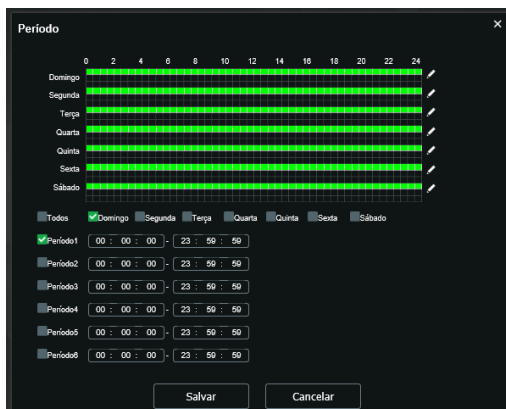 Período ×
0 2 4 6 8 10 12 14 16 18 20 22 24
Domingo
Segunda
Terça
Quarta
Quinta
Sexta
Sábado
Todos Domingo Segunda Terça Quarta Quinta Sexta Sábado
Período1 00 : 00 : 00 - 23 : 59 : 59
Período2 00 : 00 : 00 - 23 : 59 : 59
Período3 00 : 00 : 00 - 23 : 59 : 59
Período4 00 : 00 : 00 - 23 : 59 : 59
Período5 00 : 00 : 00 - 23 : 59 : 59
Período6 00 : 00 : 00 - 23 : 59 : 59
Salvar Cancelar